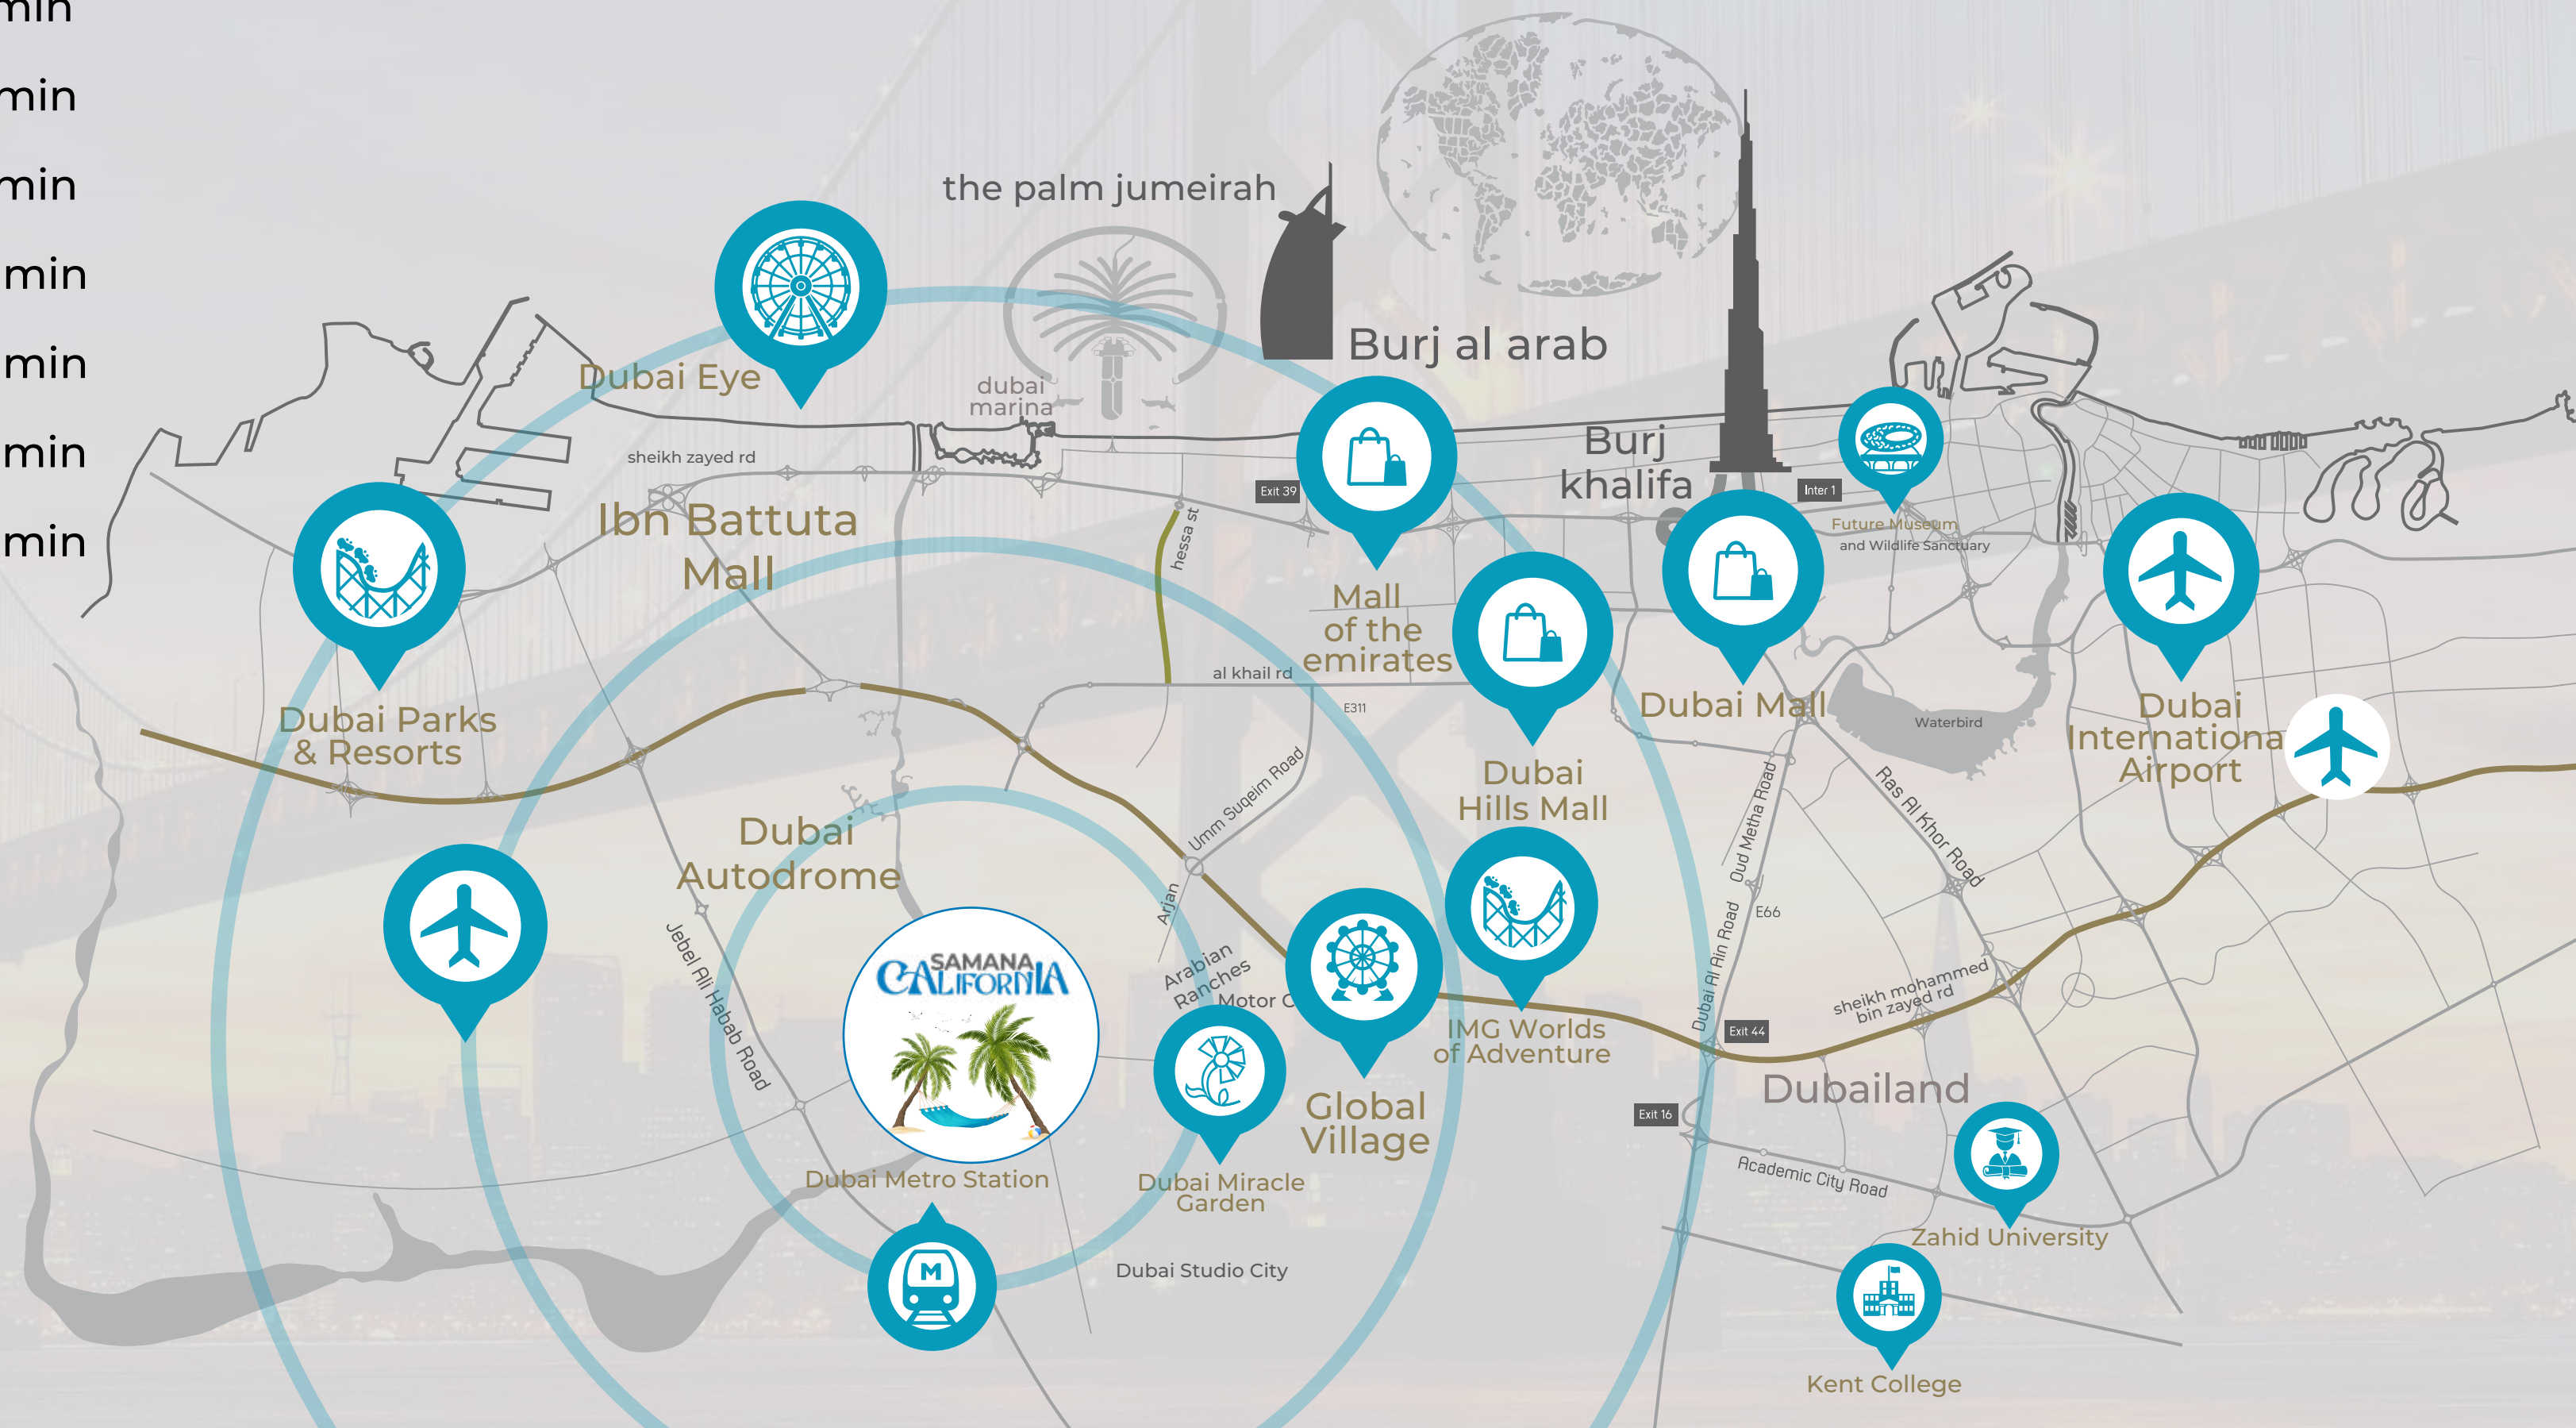 min
min
min
min
min
min
min
the palm jumeirah
Burj al arab
Dubai Eye
dubai
marina
sheikh zayed rd
Burj
khalifa
Exit 39
Inter 1
Future Museum
and Wildlife Sanctuary
Ibn Battuta
Mall
hessa st
Mall
of the
emirates
al khail rd
E311
Dubai Mall
Waterbird
Dubai
Internationa
Airport
Dubai Parks
& Resorts
Dubai
Hills Mall
Umm Suqeim Road
Oud Metha Road
Ras Al Khor Road
Dubai
Autodrome
Arjan
E66
Jebel Ali Habab Road
SAMANA
CALIFORNIA
Arabian
Ranches
Motor C
Dubai Al Ain Road
sheikh mohammed
bin zayed rd
IMG Worlds
of Adventure
Exit 44
Dubailand
Global
Village
Exit 16
Academic City Road
Dubai Metro Station
Dubai Miracle
Garden
Zahid University
M
Dubai Studio City
Kent College